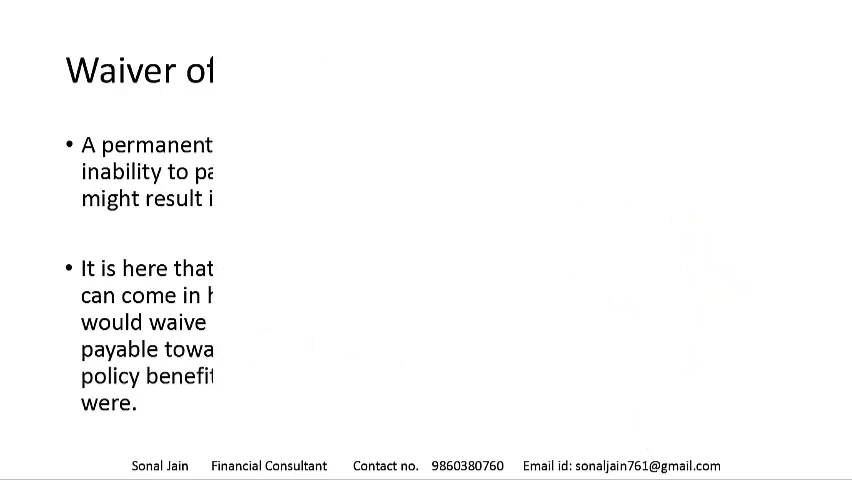 Waiver of
• A permanent
inability to pa
might result i
• It is here that
can come in h
would waive
payable towa
policy benefit
were.
Sonal Jain Financial Consultant Contact no. 9860380760 Email id: sonaljain761@gmail.com